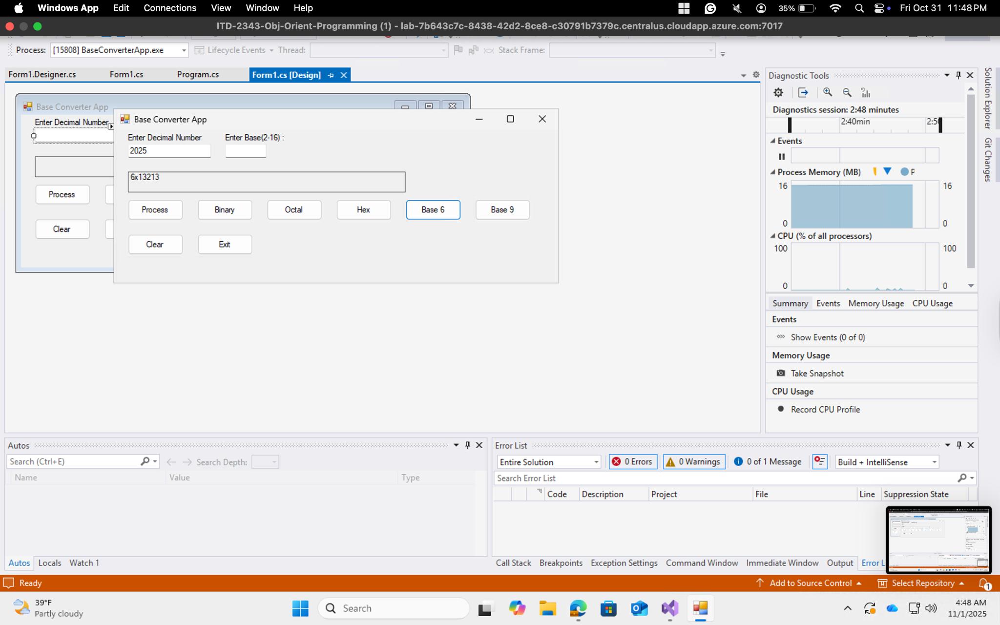 Windows App Edit Connections View Window Help 35% Fri Oct 31 11:48 PM
ITD-2343-Obj-Orient-Programming (1) - lab-7b643c7c-8438-42d2-8ce8-c30791b7379c.centralus.cloudapp.azure.com:7017
Process: [15808] BaseConverterApp.exe Lifecycle Events Thread: Stack Frame:
Form1.Designer.cs Form1.cs Program.cs Form1.cs [Design]
Base Converter App
Enter Decimal Number
Process
Clear
Base Converter App
Enter Decimal Number Enter Base(2-16) :
2025
6x13213
Process Binary Octal Hex Base 6 Base 9
Clear Exit
Diagnostic Tools
Diagnostics session: 2:48 minutes
2:40min 2:50
Events
Process Memory (MB) P
16 16
0 0
CPU (% of all processors)
100 100
0 0
Summary Events Memory Usage CPU Usage
Events
Show Events (0 of 0)
Memory Usage
Take Snapshot
CPU Usage
Record CPU Profile
Solution Explorer
Git Changes
Autos
Search (Ctrl+E) Search Depth:
Name Value Type
Autos Locals Watch 1
Error List
Entire Solution 0 Errors 0 Warnings 0 of 1 Message Build + IntelliSense
Search Error List
Code Description Project File Line Suppression State
Call Stack Breakpoints Exception Settings Command Window Immediate Window Output Error Li
Ready Add to Source Control Select Repository 1
39°F
Partly cloudy
Search
4:48 AM
11/1/2025